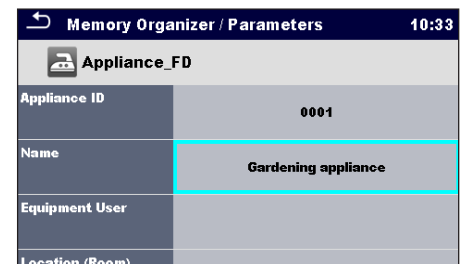 Memory Organizer / Parameters 10:33
Appliance_FD
Appliance ID 0001
Name Gardening appliance
Equipment User
Location (Room)